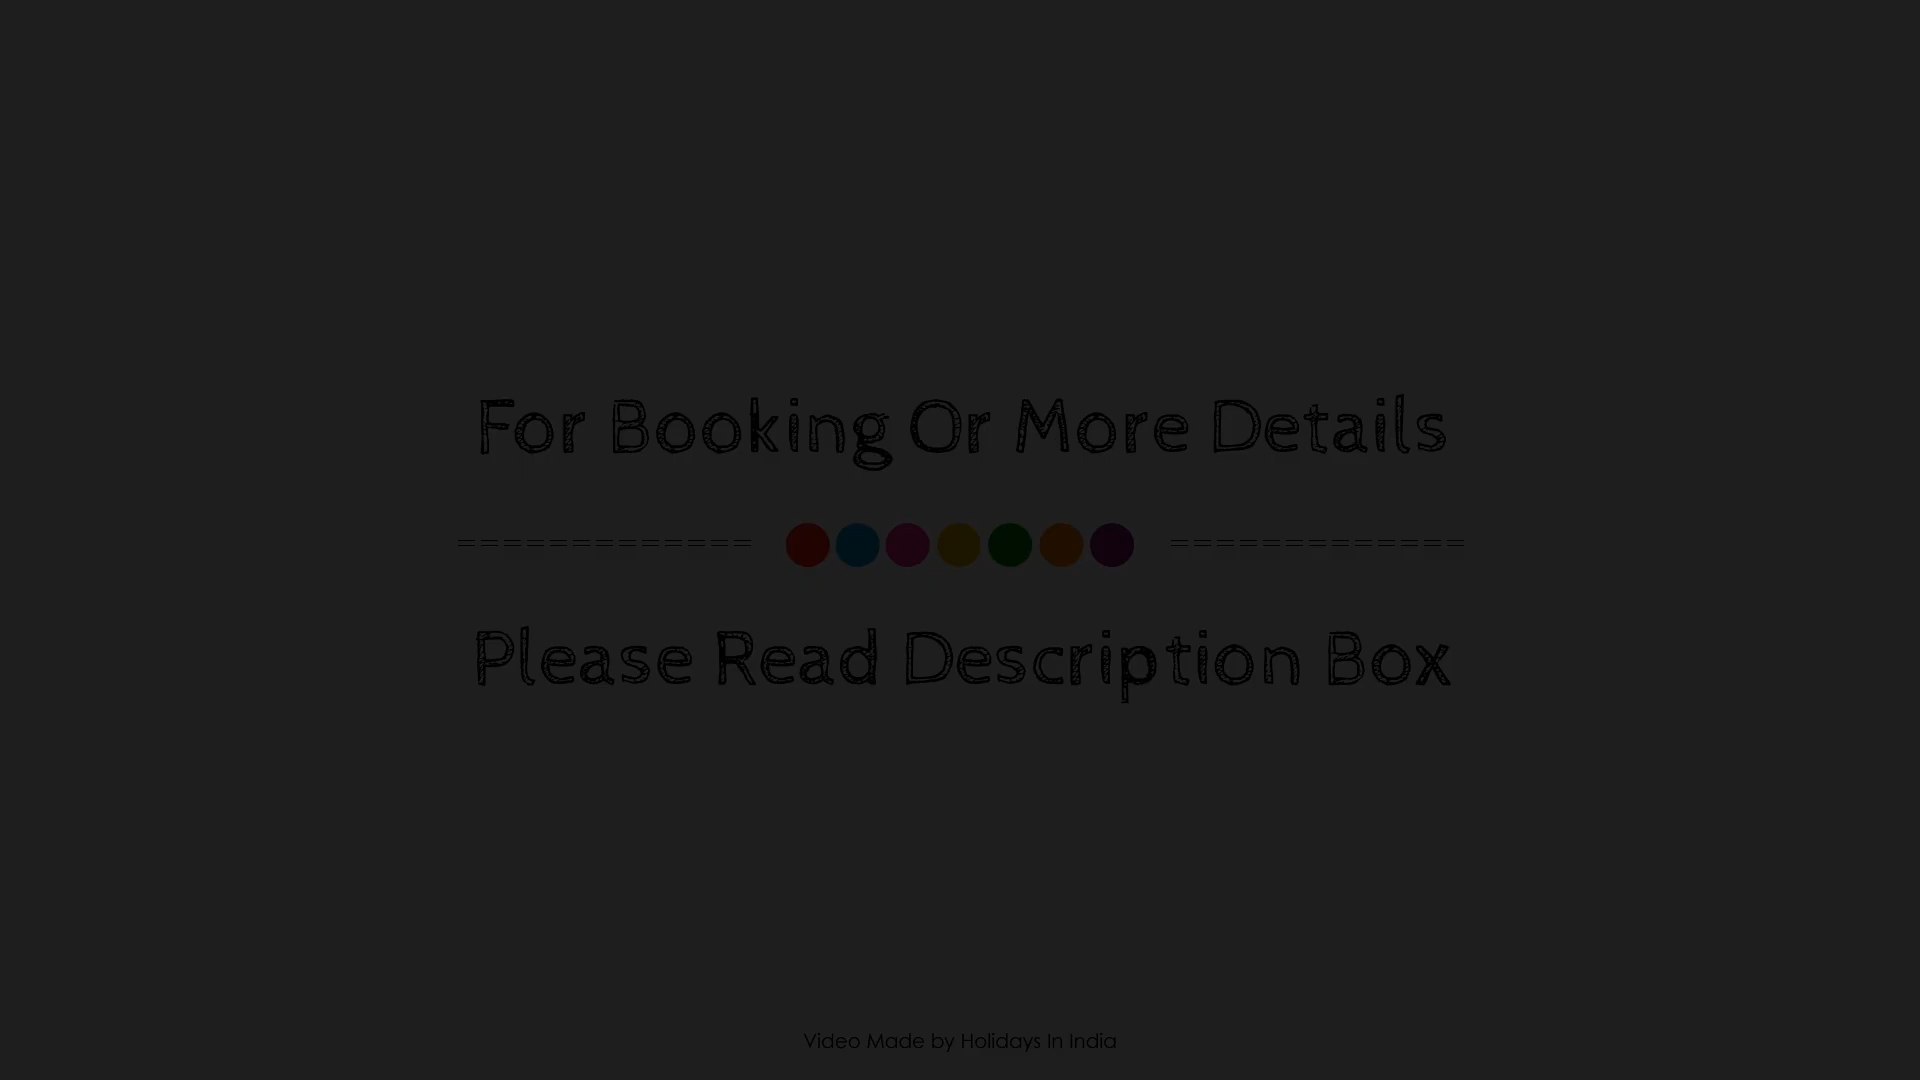 For Booking Or More Details
============= =============
Please Read Description Box
Video Made by Holidays In India